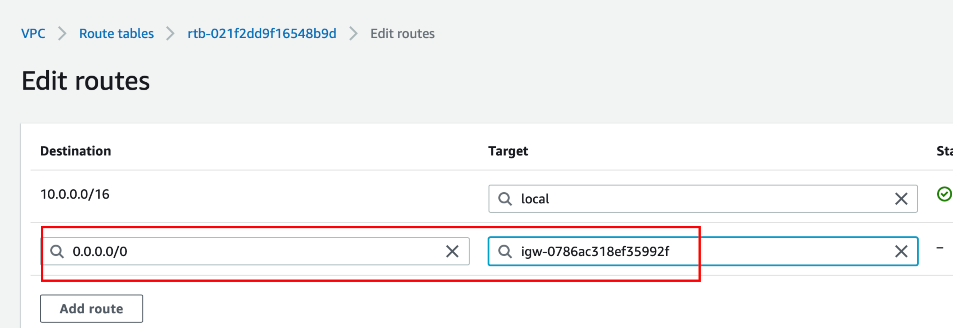 VPC > Route tables > rtb-021f2dd9f16548b9d > Edit routes
Edit routes
Destination Target Sta
10.0.0.0/16 local
0.0.0.0/0 igw-0786ac318ef35992f –
Add route